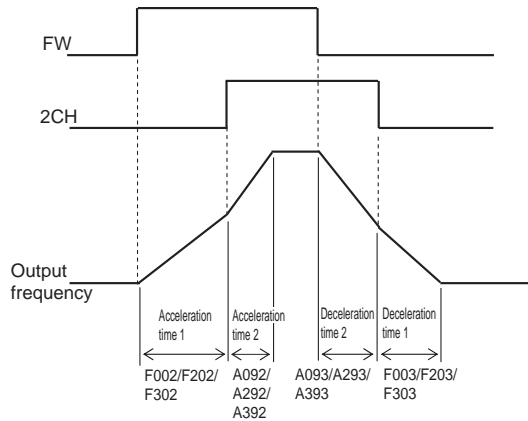 FW
2CH
Output
frequency
Acceleration
time 1
Acceleration
time 2
Deceleration
time 2
Deceleration
time 1
F002/F202/
F302
A092/
A292/
A392
A093/A293/
A393
F003/F203/
F303